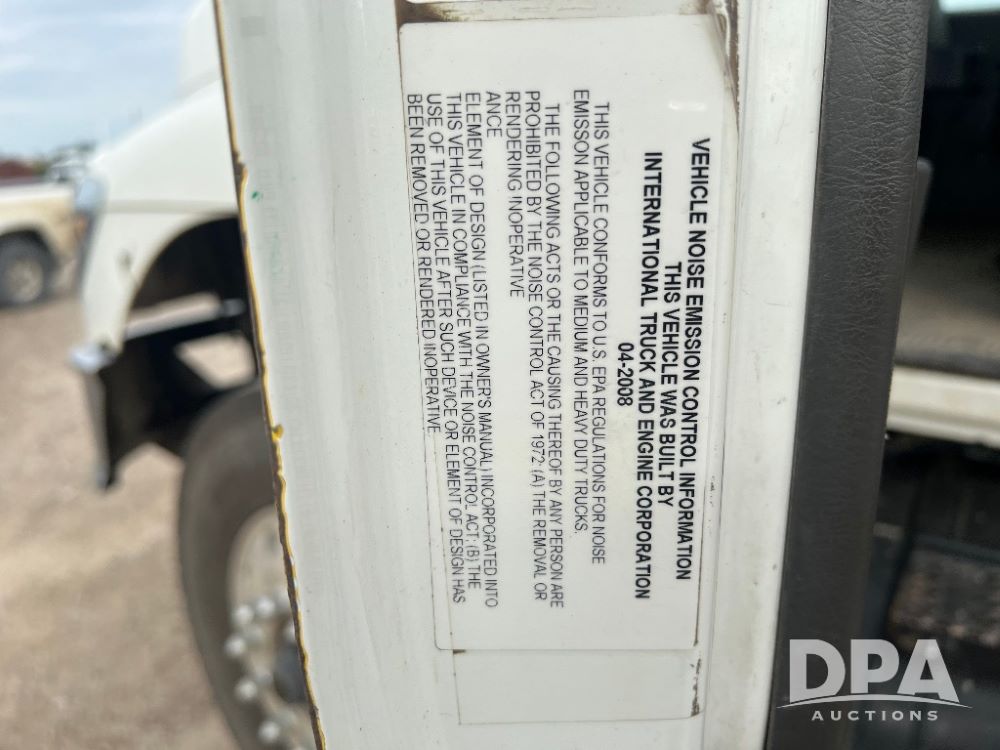 VEHICLE NOISE EMISSION CONTROL INFORMATION
THIS VEHICLE WAS BUILT BY
INTERNATIONAL TRUCK AND ENGINE CORPORATION
04-2008
THIS VEHICLE CONFORMS TO U.S. EPA REGULATIONS FOR NOISE
EMISSON APPLICABLE TO MEDIUM AND HEAVY DUTY TRUCKS.
THE FOLLOWING ACTS OR THE CAUSING THEREOF BY ANY PERSON ARE
PROHIBITED BY THE NOISE CONTROL ACT OF 1972: (A) THE REMOVAL OR
RENDERING INOPERATIVE
ANCE
ELEMENT OF DESIGN (LISTED IN OWNER'S MANUAL) INCORPORATED INTO
THIS VEHICLE IN COMPLIANCE WITH THE NOISE CONTROL ACT; (B) THE
USE OF THIS VEHICLE AFTER SUCH DEVICE OR ELEMENT OF DESIGN HAS
BEEN REMOVED OR RENDERED INOPERATIVE.
DPA
AUCTIONS